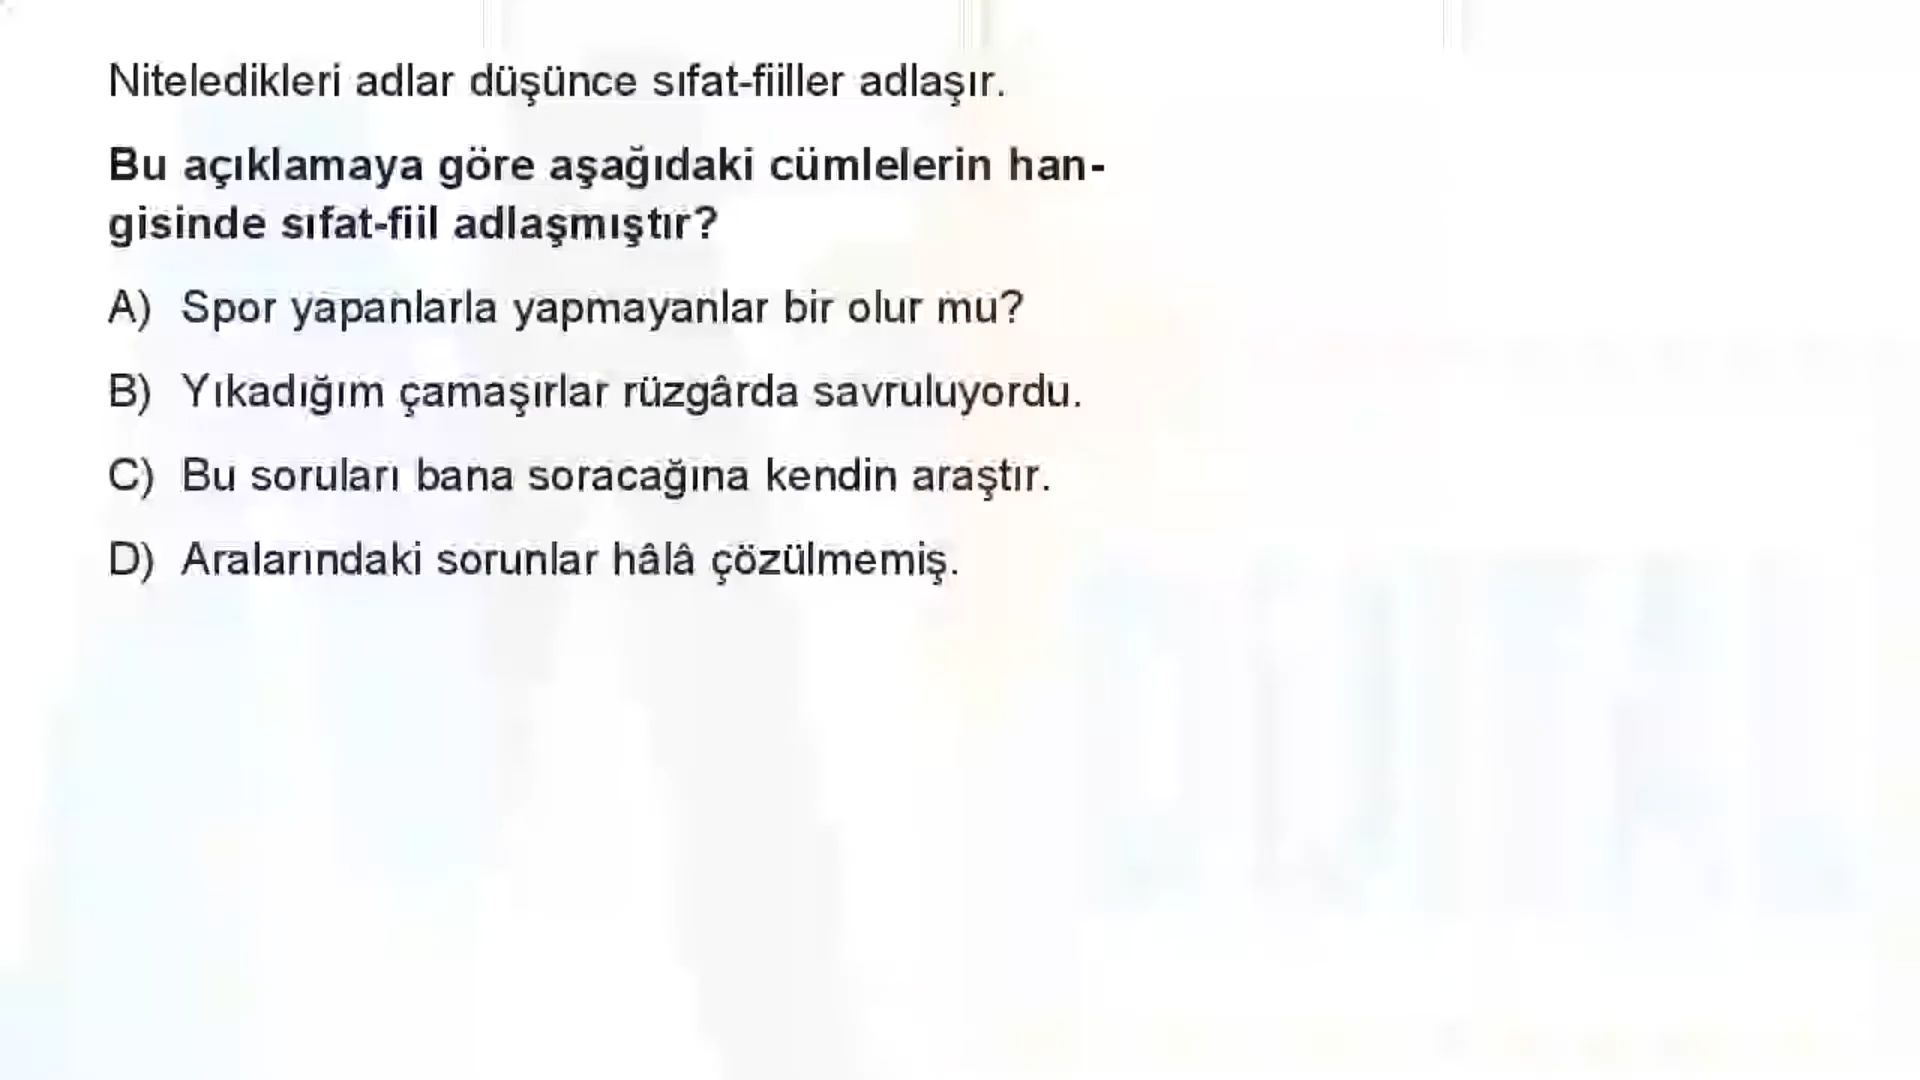 Niteledikleri adlar düşünce sıfat-fiiller adlaşır.
Bu açıklamaya göre aşağıdaki cümlelerin han-
gisinde sıfat-fiil adlaşmıştır?
A) Spor yapanlarla yapmayanlar bir olur mu?
B) Yıkadığım çamaşırlar rüzgârda savruluyordu.
C) Bu soruları bana soracağına kendin araştır.
D) Aralarındaki sorunlar hâlâ çözülmemiş.